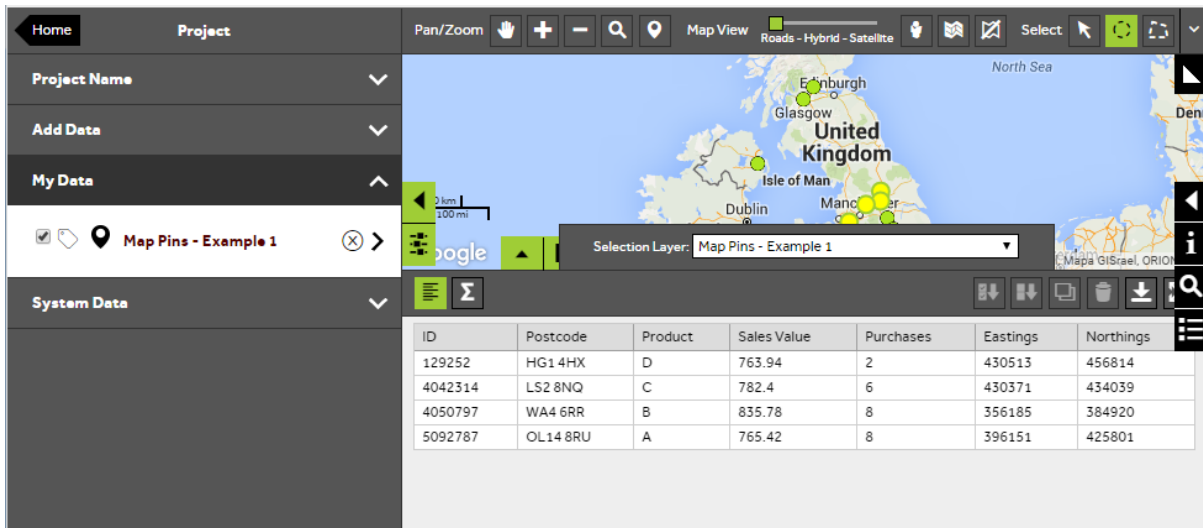 Home Project
Pan/Zoom Map View Roads - Hybrid - Satellite Select
Project Name
Add Data
My Data
Map Pins - Example 1
System Data
North Sea
Edinburgh
Glasgow
United
Kingdom
Isle of Man
Dublin
100 mi
Selection Layer: Map Pins - Example 1
Mapa GISrael, ORION
ID Postcode Product Sales Value Purchases Eastings Northings
129252 HG1 4HX D 763.94 2 430513 456814
4042314 LS2 8NQ C 782.4 6 430371 434039
4050797 WA4 6RR B 835.78 8 356185 384920
5092787 OL14 8RU A 765.42 8 396151 425801